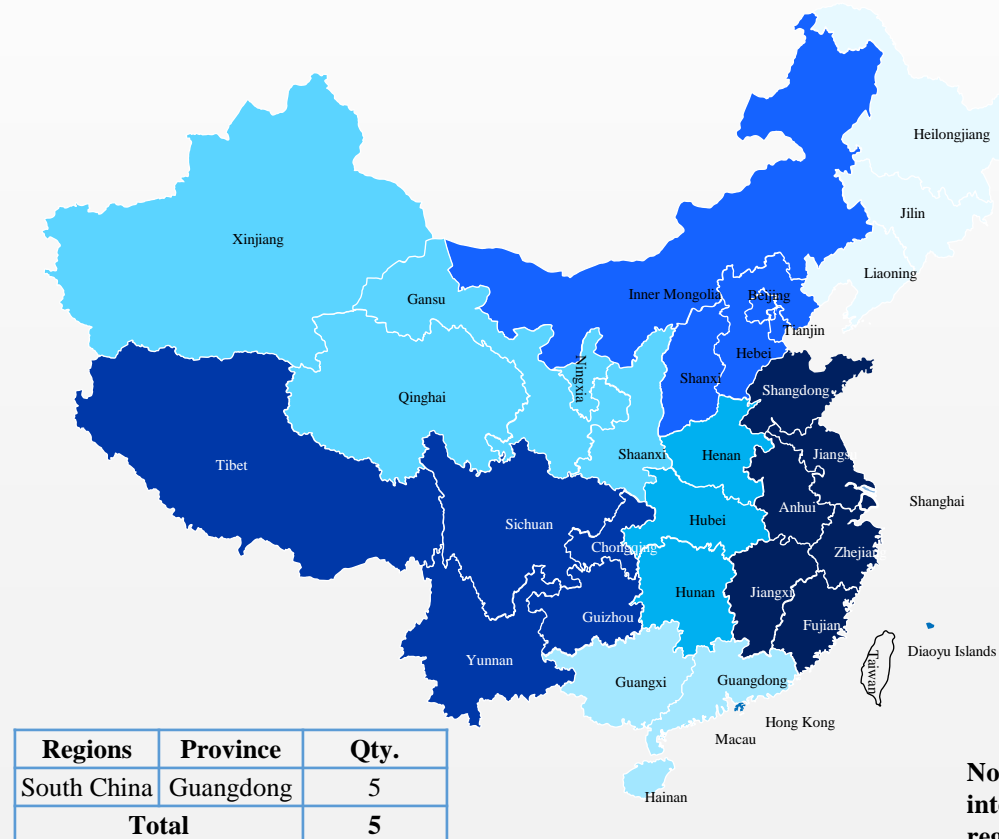 Heilongjiang
Jilin
Xinjiang
Liaoning
Inner Mongolia
Beijing
Gansu
Tianjin
Hebei
Ningxia
Shanxi
Shangdong
Qinghai
Shaanxi
Henan
Jiangs
Tibet
Shanghai
Anhui
Sichuan
Hubei
Chongqing
Zhejiang
Hunan
Jiangxi
Guizhou
Fujian
Diaoyu Islands
Yunnan
Taiwan
Guangxi
Guangdong
Hong Kong
Macau
Hainan
Regions Province Qty.
South China Guangdong 5
Total 5